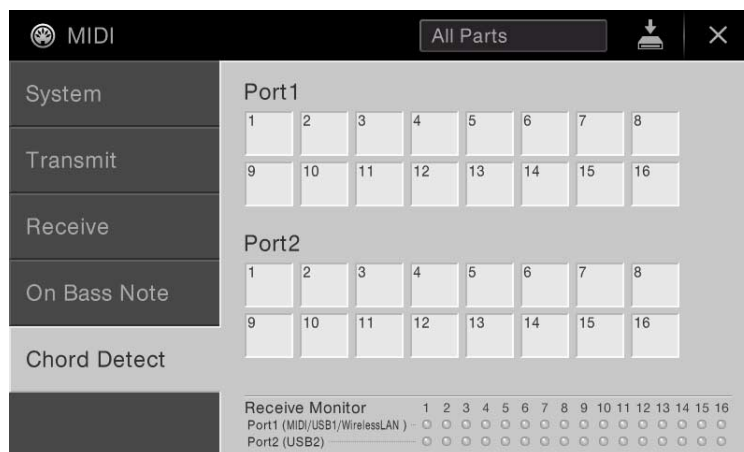 MIDI
All Parts
System
Transmit
Receive
On Bass Note
Chord Detect
Port1
1 2 3 4 5 6 7 8
9 10 11 12 13 14 15 16
Port2
1 2 3 4 5 6 7 8
9 10 11 12 13 14 15 16
Receive Monitor 1 2 3 4 5 6 7 8 9 10 11 12 13 14 15 16
Port1 (MIDI/USB1/WirelessLAN )
Port2 (USB2)